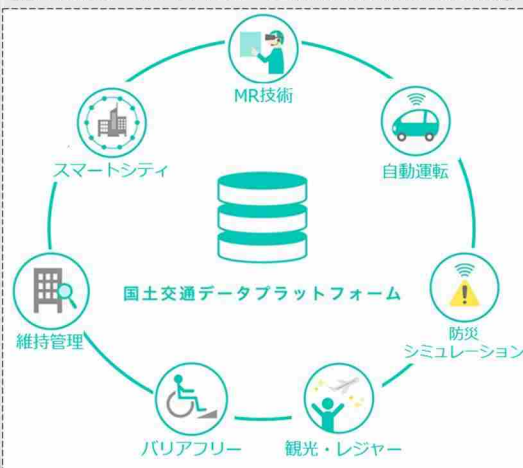 MR技術
スマートシティ
自動運転
国土交通データプラットフォーム
維持管理
防災
シミュレーション
バリアフリー
観光・レジャー